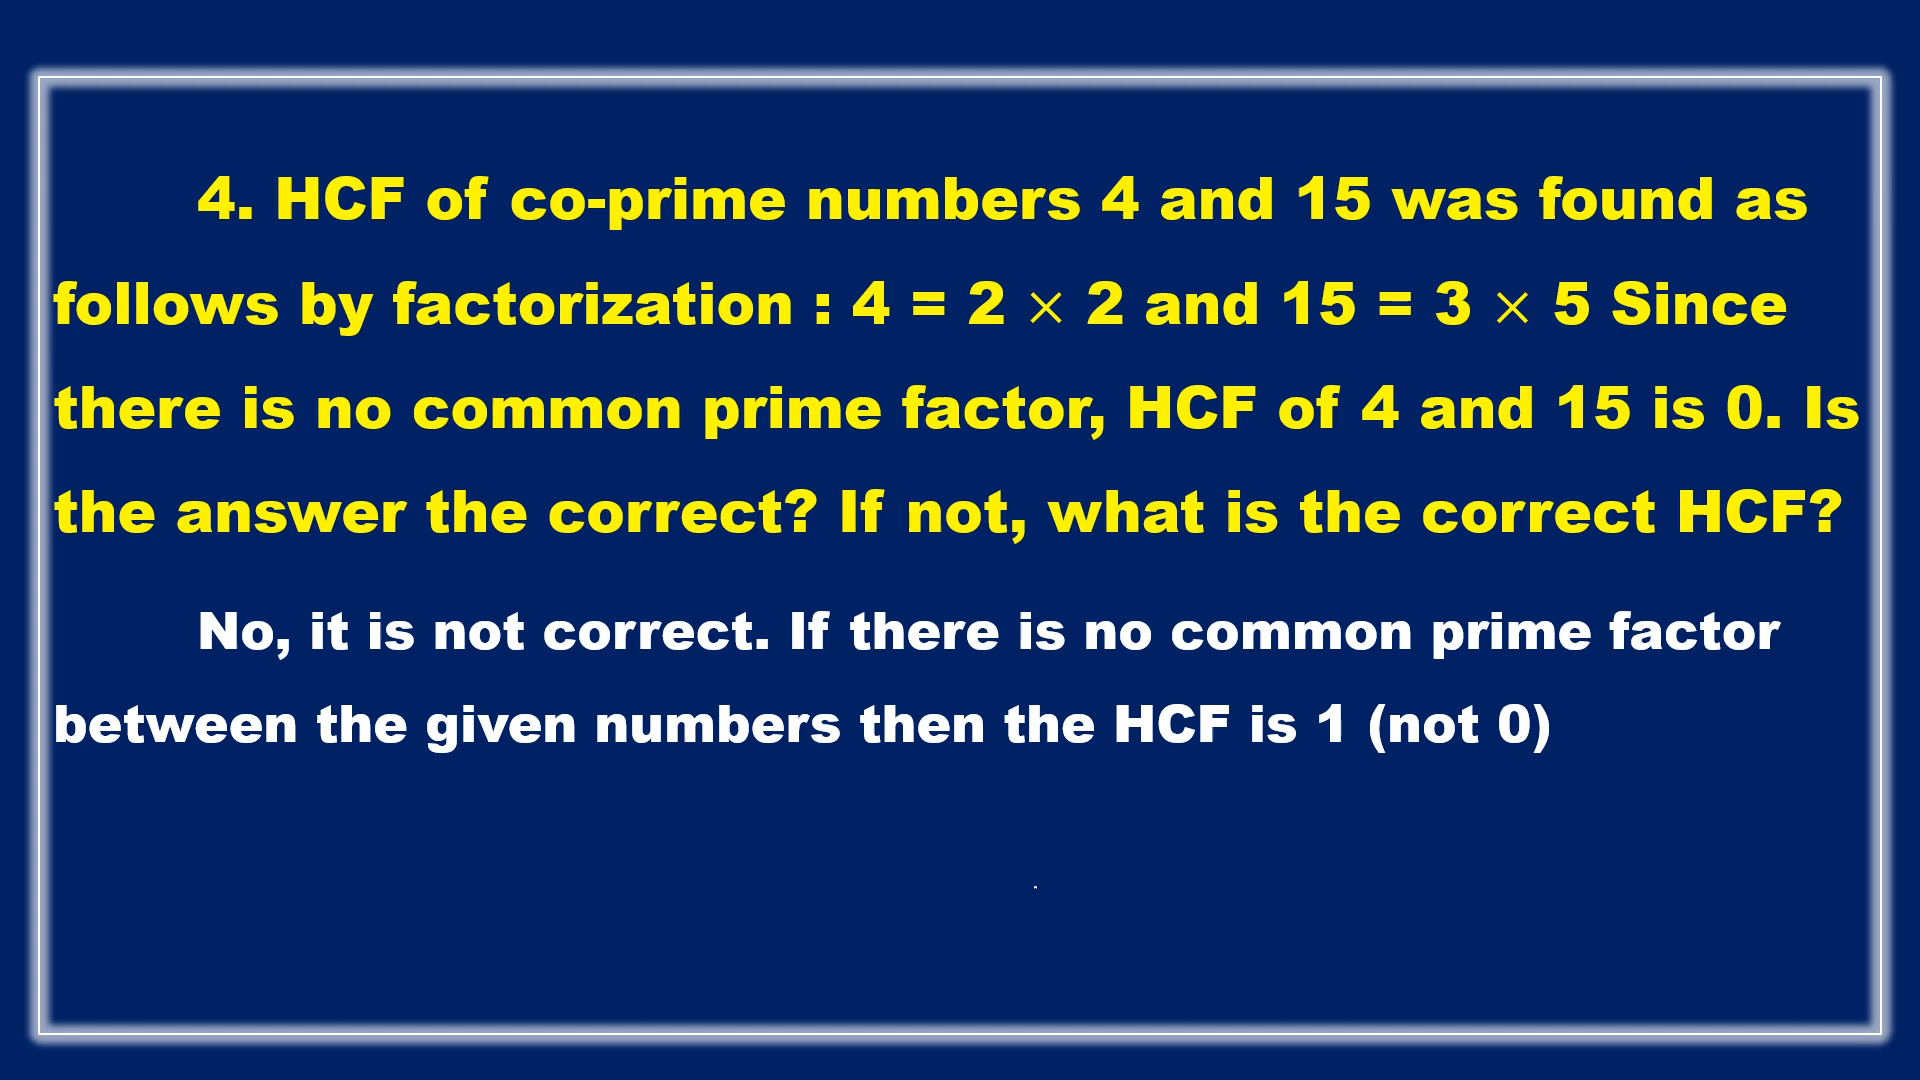 4. HCF of co-prime numbers 4 and 15 was found as
follows by factorization : 4 = 2 × 2 and 15 = 3 × 5 Since
there is no common prime factor, HCF of 4 and 15 is 0. Is
the answer the correct? If not, what is the correct HCF?
No, it is not correct. If there is no common prime factor
between the given numbers then the HCF is 1 (not 0)